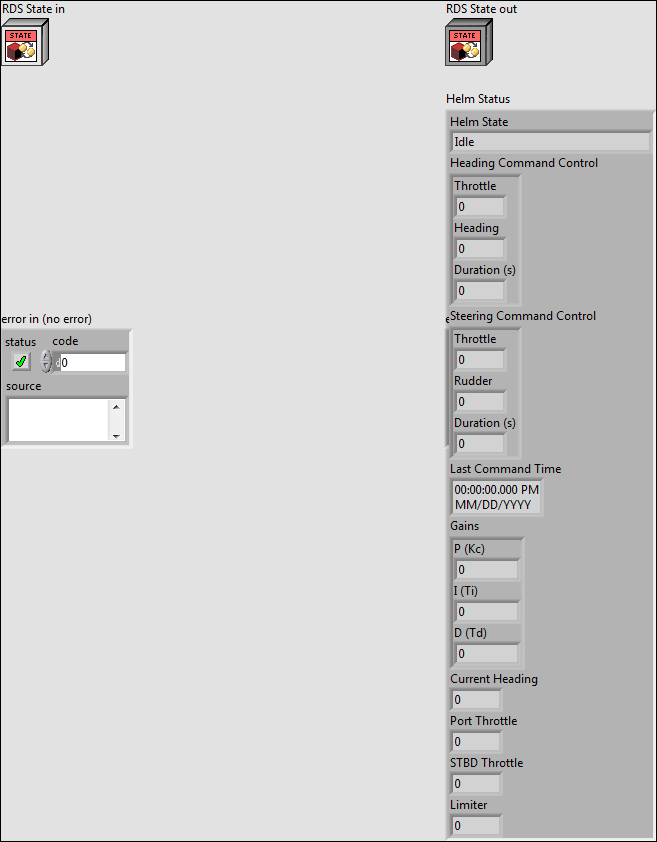 RDS State in
STATE
RDS State out
STATE
Helm Status
Helm State
Idle
Heading Command Control
Throttle
0
Heading
0
Duration (s)
0
error in (no error)
status
code
0
source
Steering Command Control
Throttle
0
Rudder
0
Duration (s)
0
Last Command Time
00:00:00.000 PM
MM/DD/YYYY
Gains
P (Kc)
0
I (Ti)
0
D (Td)
0
Current Heading
0
Port Throttle
0
STBD Throttle
0
Limiter
0